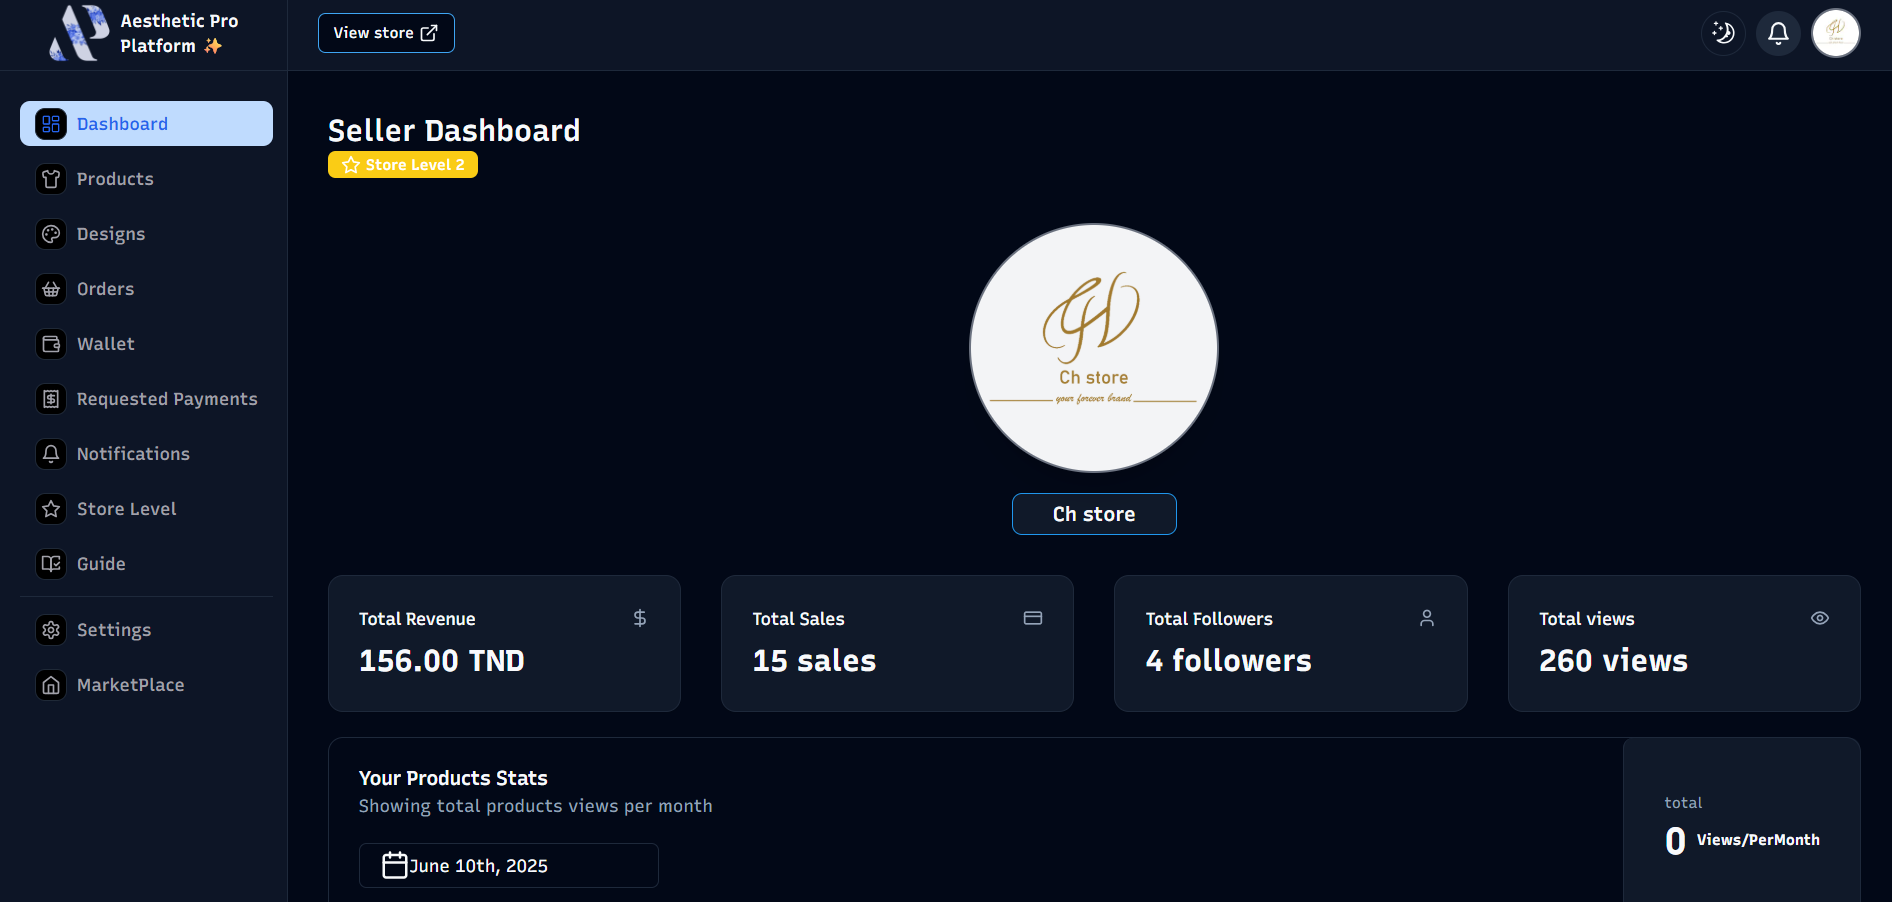 Aesthetic Pro
Platform ✨
View store
Dashboard
Products
Designs
Orders
Wallet
Requested Payments
Notifications
Store Level
Guide
Settings
MarketPlace
Seller Dashboard
Store Level 2
Ch store
your forever brand
Ch store
Total Revenue
156.00 TND
Total Sales
15 sales
Total Followers
4 followers
Total views
260 views
Your Products Stats
Showing total products views per month
June 10th, 2025
total
0 Views/PerMonth